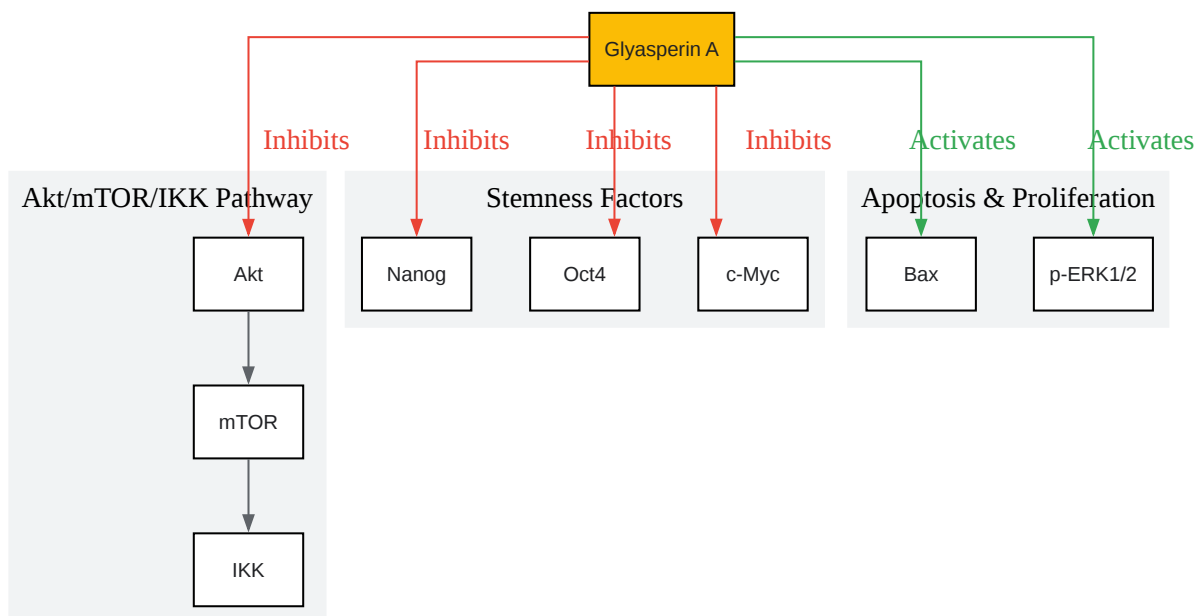 Glyasperin A
Inhibits
Inhibits
Inhibits
Inhibits
Activates
Activates
Akt/mTOR/IKK Pathway
Stemness Factors
Apoptosis & Proliferation
Akt
Nanog
Oct4
c-Myc
Bax
p-ERK1/2
mTOR
IKK